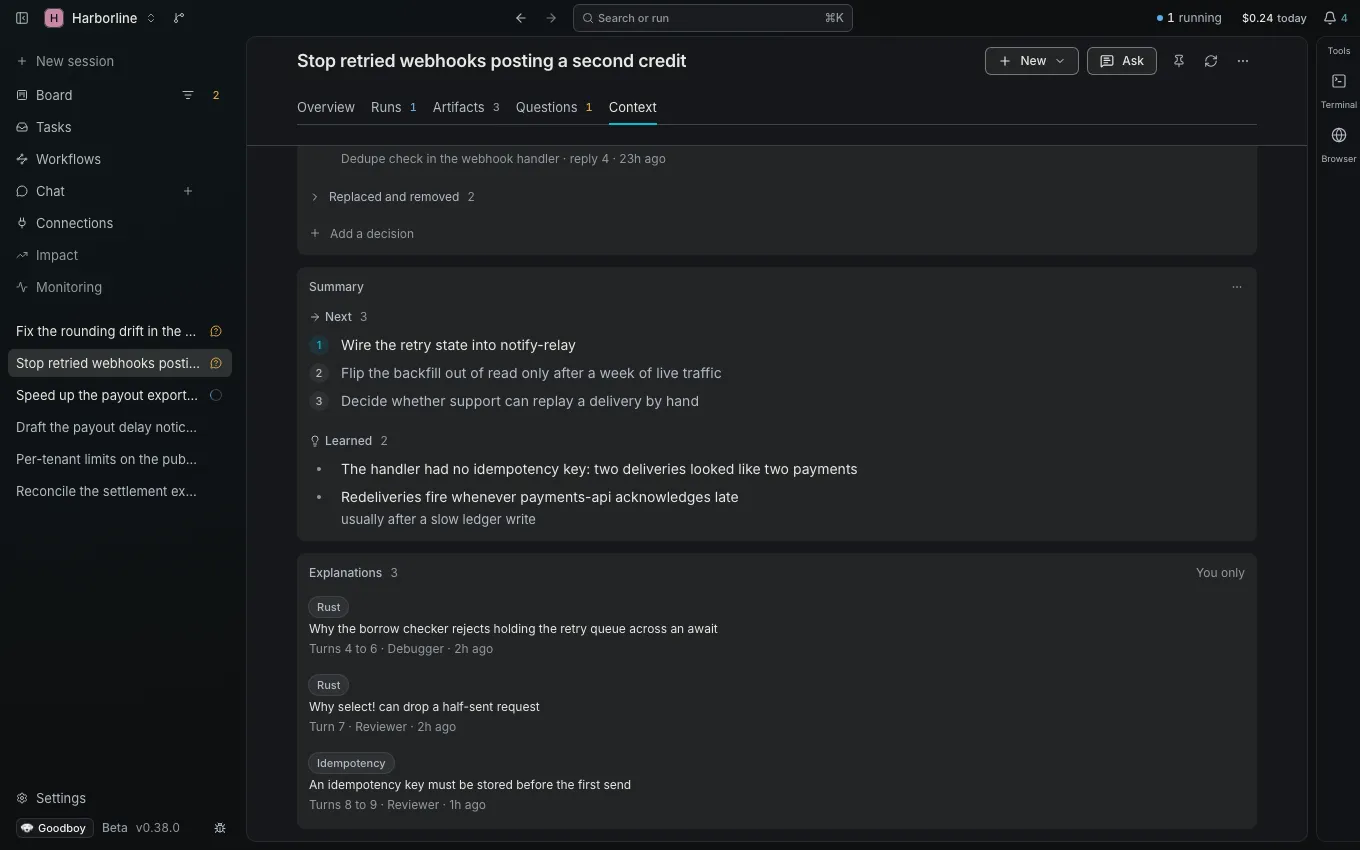 H Harborline
Search or run ⌘K
1 running $0.24 today 4
New session
Board 2
Tasks
Workflows
Chat
Connections
Impact
Monitoring
Fix the rounding drift in the ...
Stop retried webhooks posti...
Speed up the payout export...
Draft the payout delay notic...
Per-tenant limits on the pub...
Reconcile the settlement ex...
Settings
Goodboy Beta v0.38.0
Stop retried webhooks posting a second credit
New Ask
Overview Runs 1 Artifacts 3 Questions 1 Context
Dedupe check in the webhook handler · reply 4 · 23h ago
Replaced and removed 2
Add a decision
Summary
Next 3
1 Wire the retry state into notify-relay
2 Flip the backfill out of read only after a week of live traffic
3 Decide whether support can replay a delivery by hand
Learned 2
• The handler had no idempotency key: two deliveries looked like two payments
• Redeliveries fire whenever payments-api acknowledges late
usually after a slow ledger write
Explanations 3 You only
Rust
Why the borrow checker rejects holding the retry queue across an await
Turns 4 to 6 · Debugger · 2h ago
Rust
Why select! can drop a half-sent request
Turn 7 · Reviewer · 2h ago
Idempotency
An idempotency key must be stored before the first send
Turns 8 to 9 · Reviewer · 1h ago
Tools
Terminal
Browser